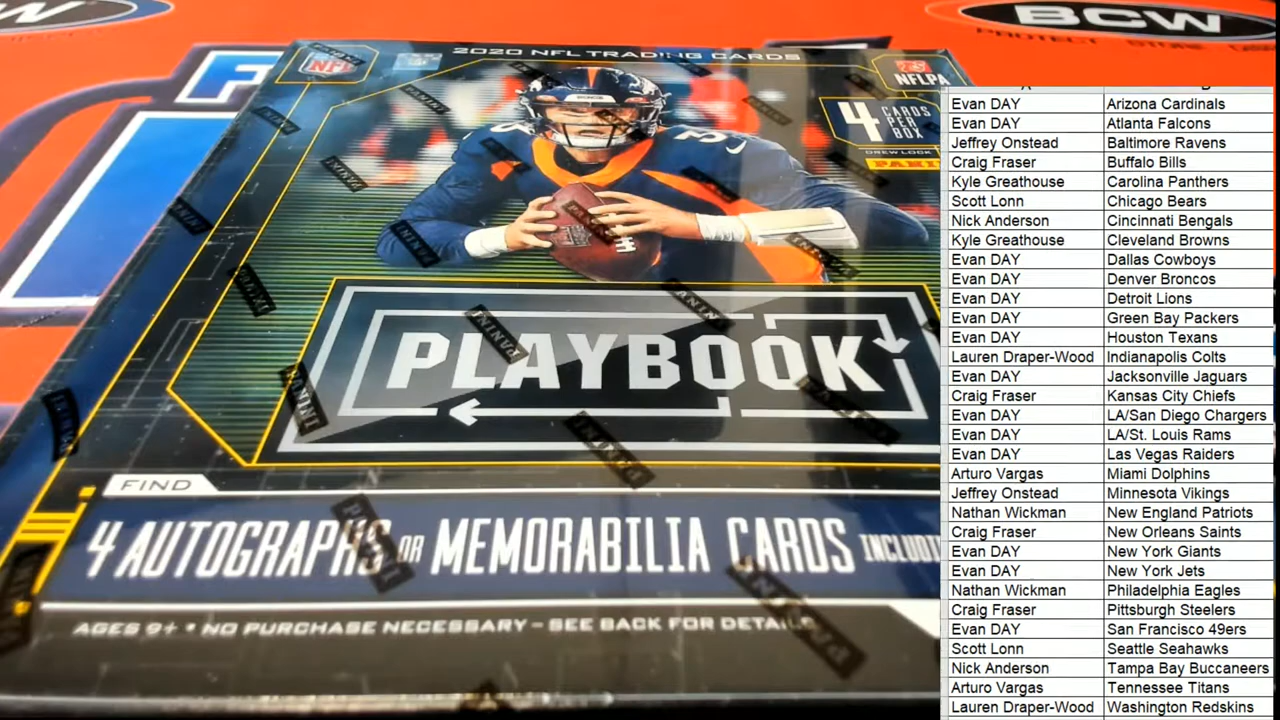 BCW
PROTECT STORE
2020 NFL TRADING CARDS
NFL
NFLPA
4 CARDS PER BOX
DREW LOCK
PANINI
PLAYBOOK
FIND
4 AUTOGRAPHS OR MEMORABILIA CARDS
AGES 9+ * NO PURCHASE NECESSARY – SEE BACK FOR DETAILS
Evan DAY Arizona Cardinals
Evan DAY Atlanta Falcons
Jeffrey Onstead Baltimore Ravens
Craig Fraser Buffalo Bills
Kyle Greathouse Carolina Panthers
Scott Lonn Chicago Bears
Nick Anderson Cincinnati Bengals
Kyle Greathouse Cleveland Browns
Evan DAY Dallas Cowboys
Evan DAY Denver Broncos
Evan DAY Detroit Lions
Evan DAY Green Bay Packers
Evan DAY Houston Texans
Lauren Draper-Wood Indianapolis Colts
Evan DAY Jacksonville Jaguars
Craig Fraser Kansas City Chiefs
Evan DAY LA/San Diego Chargers
Evan DAY LA/St. Louis Rams
Evan DAY Las Vegas Raiders
Arturo Vargas Miami Dolphins
Jeffrey Onstead Minnesota Vikings
Nathan Wickman New England Patriots
Craig Fraser New Orleans Saints
Evan DAY New York Giants
Evan DAY New York Jets
Nathan Wickman Philadelphia Eagles
Craig Fraser Pittsburgh Steelers
Evan DAY San Francisco 49ers
Scott Lonn Seattle Seahawks
Nick Anderson Tampa Bay Buccaneers
Arturo Vargas Tennessee Titans
Lauren Draper-Wood Washington Redskins